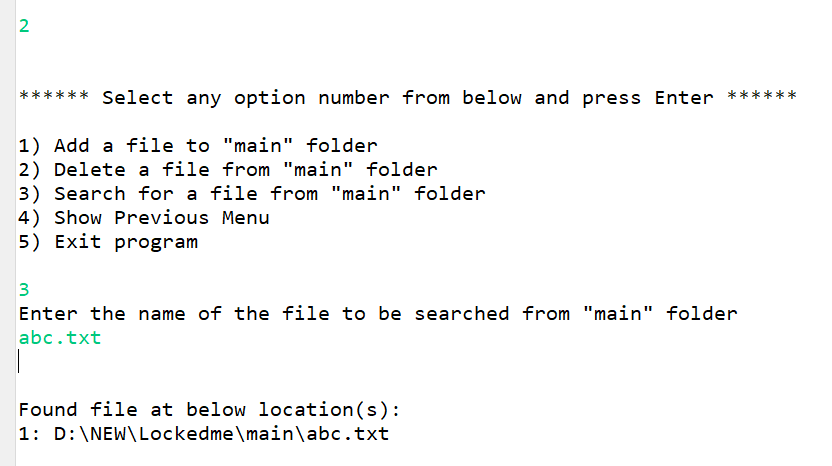 2
****** Select any option number from below and press Enter ******
1) Add a file to "main" folder
2) Delete a file from "main" folder
3) Search for a file from "main" folder
4) Show Previous Menu
5) Exit program
3
Enter the name of the file to be searched from "main" folder
abc.txt
Found file at below location(s):
1: D:\NEW\Lockedme\main\abc.txt